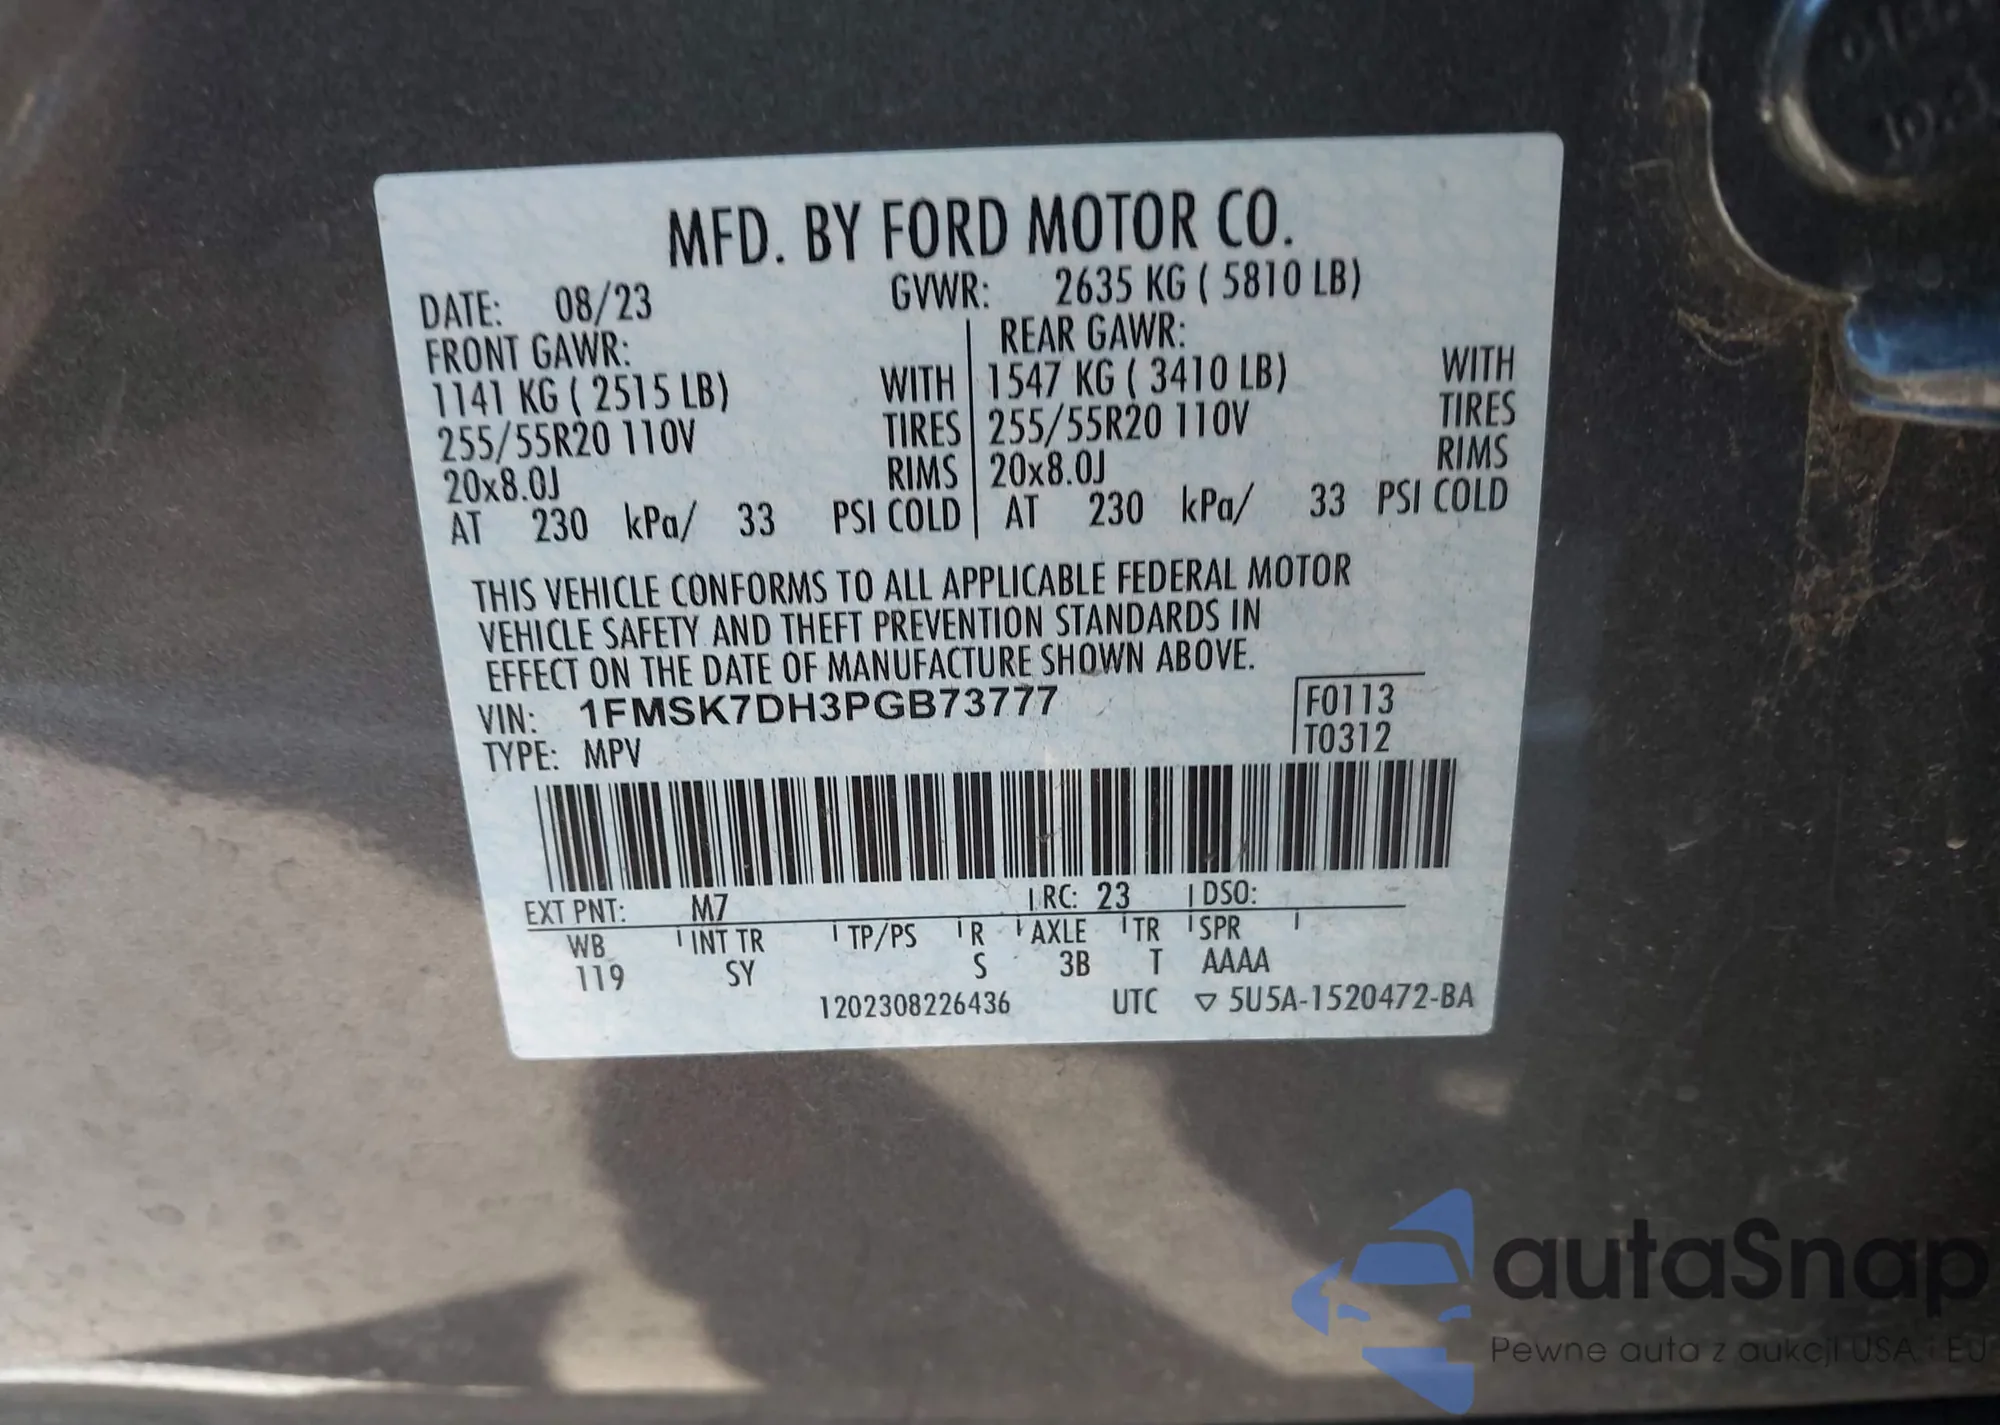 MFD. BY FORD MOTOR CO.
DATE: 08/23 GVWR: 2635 KG ( 5810 LB)
FRONT GAWR: REAR GAWR:
1141 KG ( 2515 LB) WITH 1547 KG ( 3410 LB) WITH
255/55R20 110V TIRES 255/55R20 110V TIRES
20x8.0J RIMS 20x8.0J RIMS
AT 230 kPa/ 33 PSI COLD AT 230 kPa/ 33 PSI COLD
THIS VEHICLE CONFORMS TO ALL APPLICABLE FEDERAL MOTOR
VEHICLE SAFETY AND THEFT PREVENTION STANDARDS IN
EFFECT ON THE DATE OF MANUFACTURE SHOWN ABOVE.
VIN: 1FMSK7DH3PGB73777 F0113
TYPE: MPV T0312
EXT PNT: M7 RC: 23 DSO:
WB INT TR TP/PS R AXLE TR SPR
119 SY S 3B T AAAA
1202308226436 UTC ▽ 5U5A-1520472-BA
autaSnap
Pewne auta z aukcji USA i EU